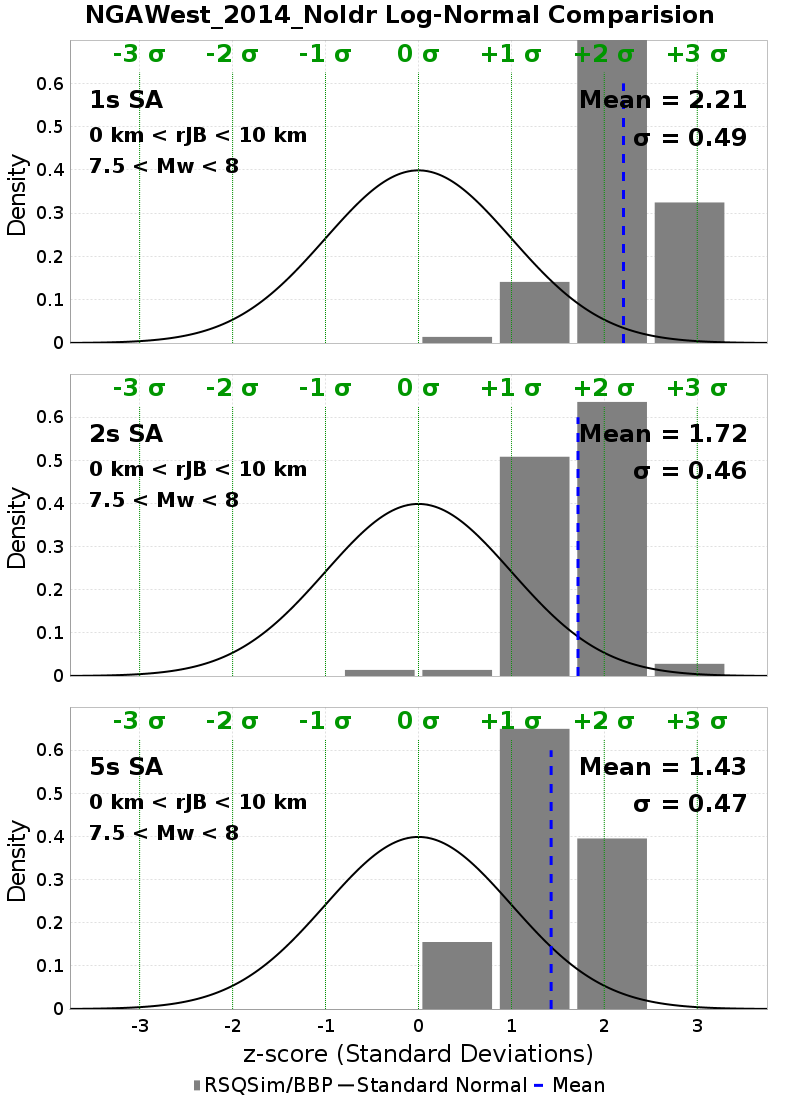 NGAWest_2014_NoIdr Log-Normal Comparision
-3 σ -2 σ -1 σ 0 σ +1 σ +2 σ +3 σ
1s SA
Mean = 2.21
0 km < rJB < 10 km
σ = 0.49
7.5 < Mw < 8
Density
0.6
0.5
0.4
0.3
0.2
0.1
0
-3 σ -2 σ -1 σ 0 σ +1 σ +2 σ +3 σ
2s SA
Mean = 1.72
0 km < rJB < 10 km
σ = 0.46
7.5 < Mw < 8
Density
0.6
0.5
0.4
0.3
0.2
0.1
0
-3 σ -2 σ -1 σ 0 σ +1 σ +2 σ +3 σ
5s SA
Mean = 1.43
0 km < rJB < 10 km
σ = 0.47
7.5 < Mw < 8
Density
0.6
0.5
0.4
0.3
0.2
0.1
0
-3 -2 -1 0 1 2 3
z-score (Standard Deviations)
RSQSim/BBP Standard Normal Mean